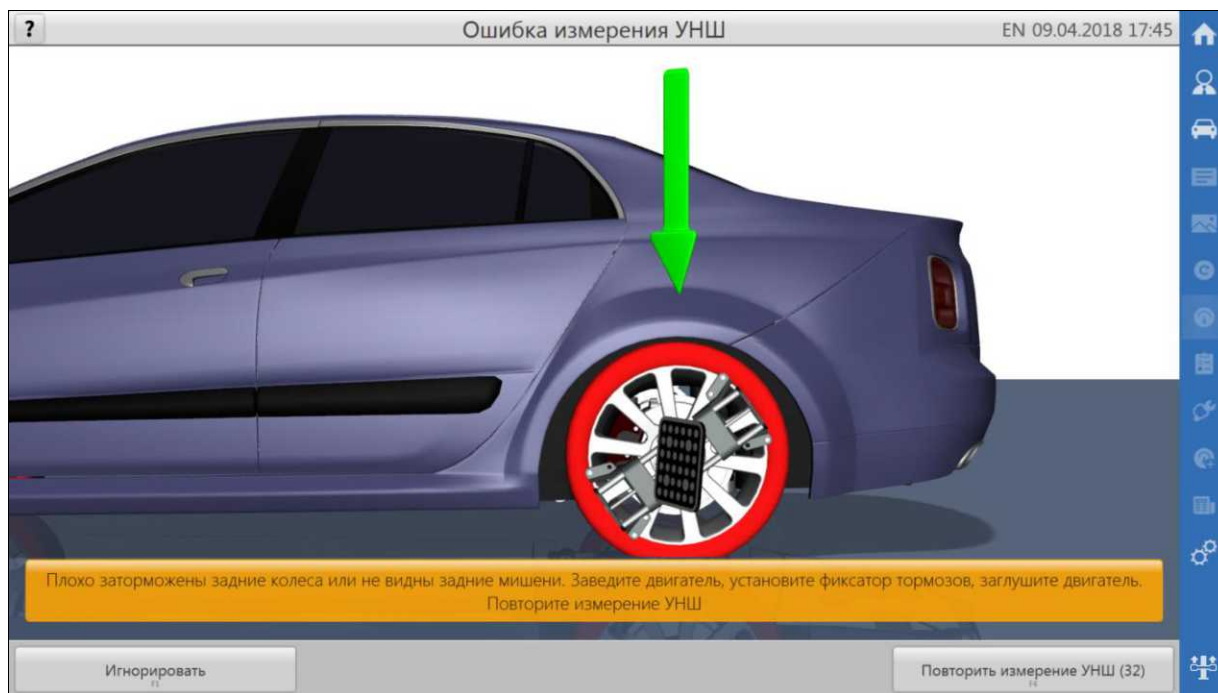 ?
Ошибка измерения УНШ
EN 09.04.2018 17:45
Плохо заторможены задние колеса или не видны задние мишени. Заведите двигатель, установите фиксатор тормозов, заглушите двигатель.
Повторите измерение УНШ
Игнорировать
Повторить измерение УНШ (32)